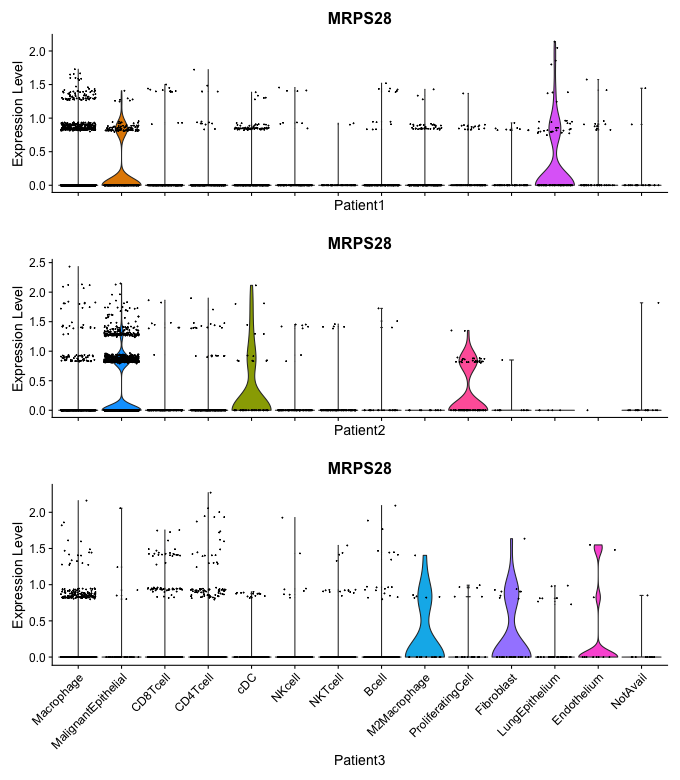 MRPS28
Expression Level
2.0
1.5
1.0
0.5
0.0
Patient1
MRPS28
Expression Level
2.5
2.0
1.5
1.0
0.5
0.0
Patient2
MRPS28
Expression Level
2.0
1.5
1.0
0.5
0.0
Macrophage
MalignantEpithelial
CD8Tcell
CD4Tcell
cDC
NKcell
NKTcell
Bcell
M2Macrophage
ProliferatingCell
Fibroblast
LungEpithelium
Endothelium
NotAvail
Patient3